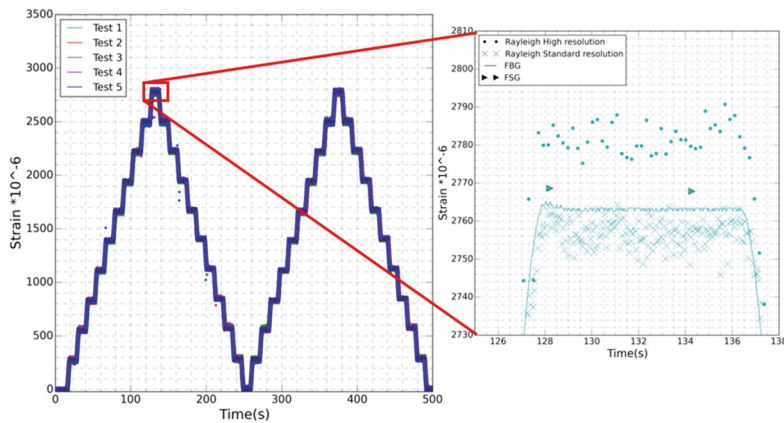 3500
3000
2500
2000
1500
1000
500
0
Strain *10^-6
0 100 200 300 400 500
Time(s)
Test 1
Test 2
Test 3
Test 4
Test 5
2810
2800
2790
2780
2770
2760
2750
2740
2730
Strain *10^-6
126 128 130 132 134 136 138
Time(s)
Rayleigh High resolution
Rayleigh Standard resolution
FBG
FSG